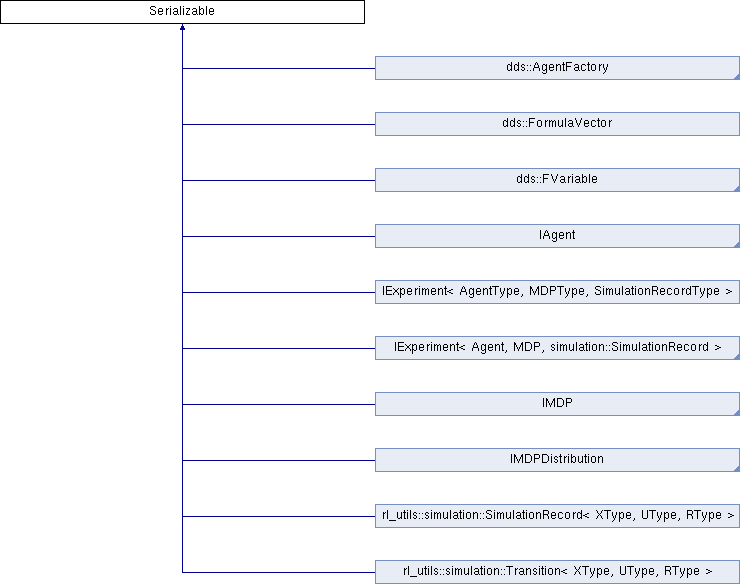 Serializable
dds::AgentFactory
dds::FormulaVector
dds::FVariable
IAgent
IExperiment< AgentType, MDPType, SimulationRecordType >
IExperiment< Agent, MDP, simulation::SimulationRecord >
IMDP
IMDPDistribution
rl_utils::simulation::SimulationRecord< XType, UType, RType >
rl_utils::simulation::Transition< XType, UType, RType >